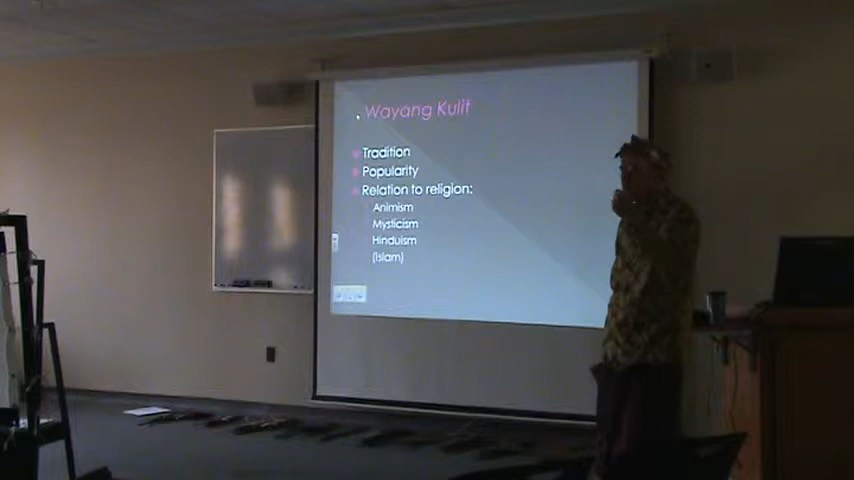 Wayang Kulit
Tradition
Popularity
Relation to religion:
Animism
Mysticism
Hinduism
(Islam)